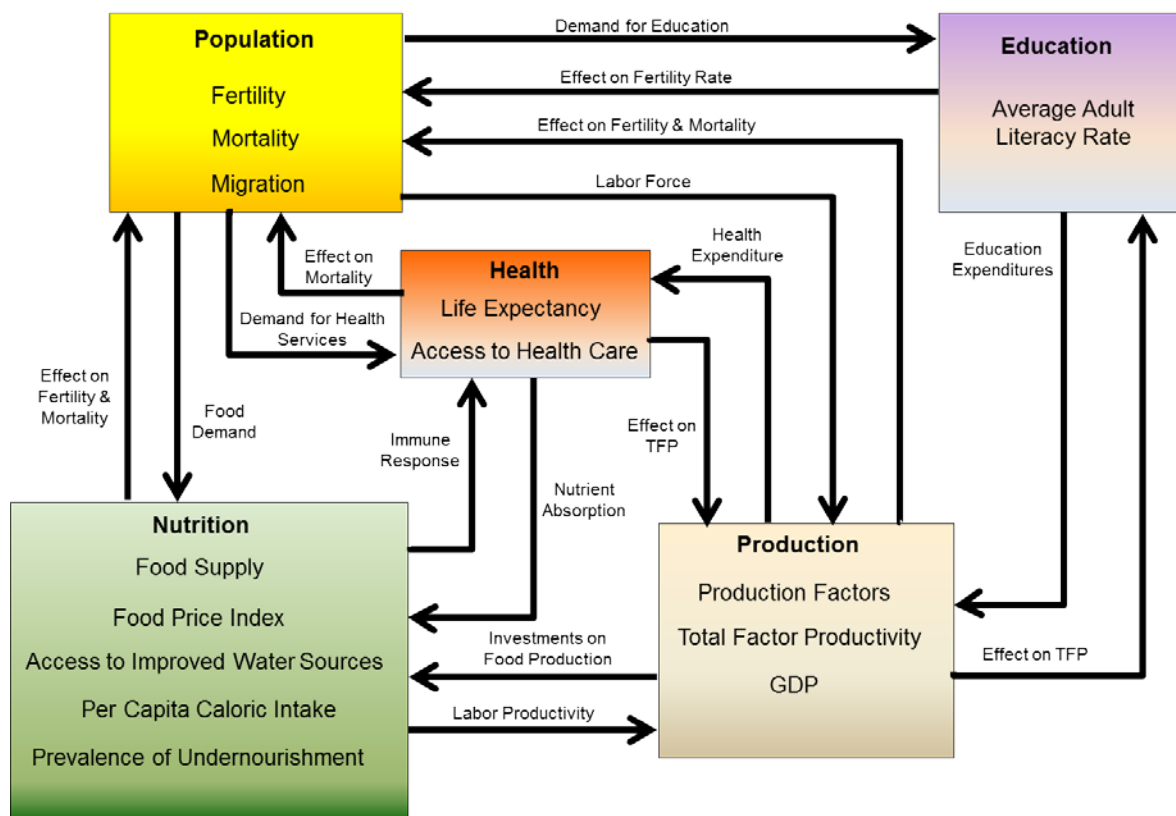 Population
Fertility
Mortality
Migration
Demand for Education
Effect on Fertility Rate
Effect on Fertility & Mortality
Labor Force
Education
Average Adult
Literacy Rate
Effect on
Mortality
Demand for Health
Services
Health
Life Expectancy
Access to Health Care
Health
Expenditure
Education
Expenditures
Effect on
Fertility &
Mortality
Food
Demand
Immune
Response
Nutrient
Absorption
Effect on
TFP
Nutrition
Food Supply
Food Price Index
Access to Improved Water Sources
Per Capita Caloric Intake
Prevalence of Undernourishment
Investments on
Food Production
Labor Productivity
Production
Production Factors
Total Factor Productivity
GDP
Effect on TFP